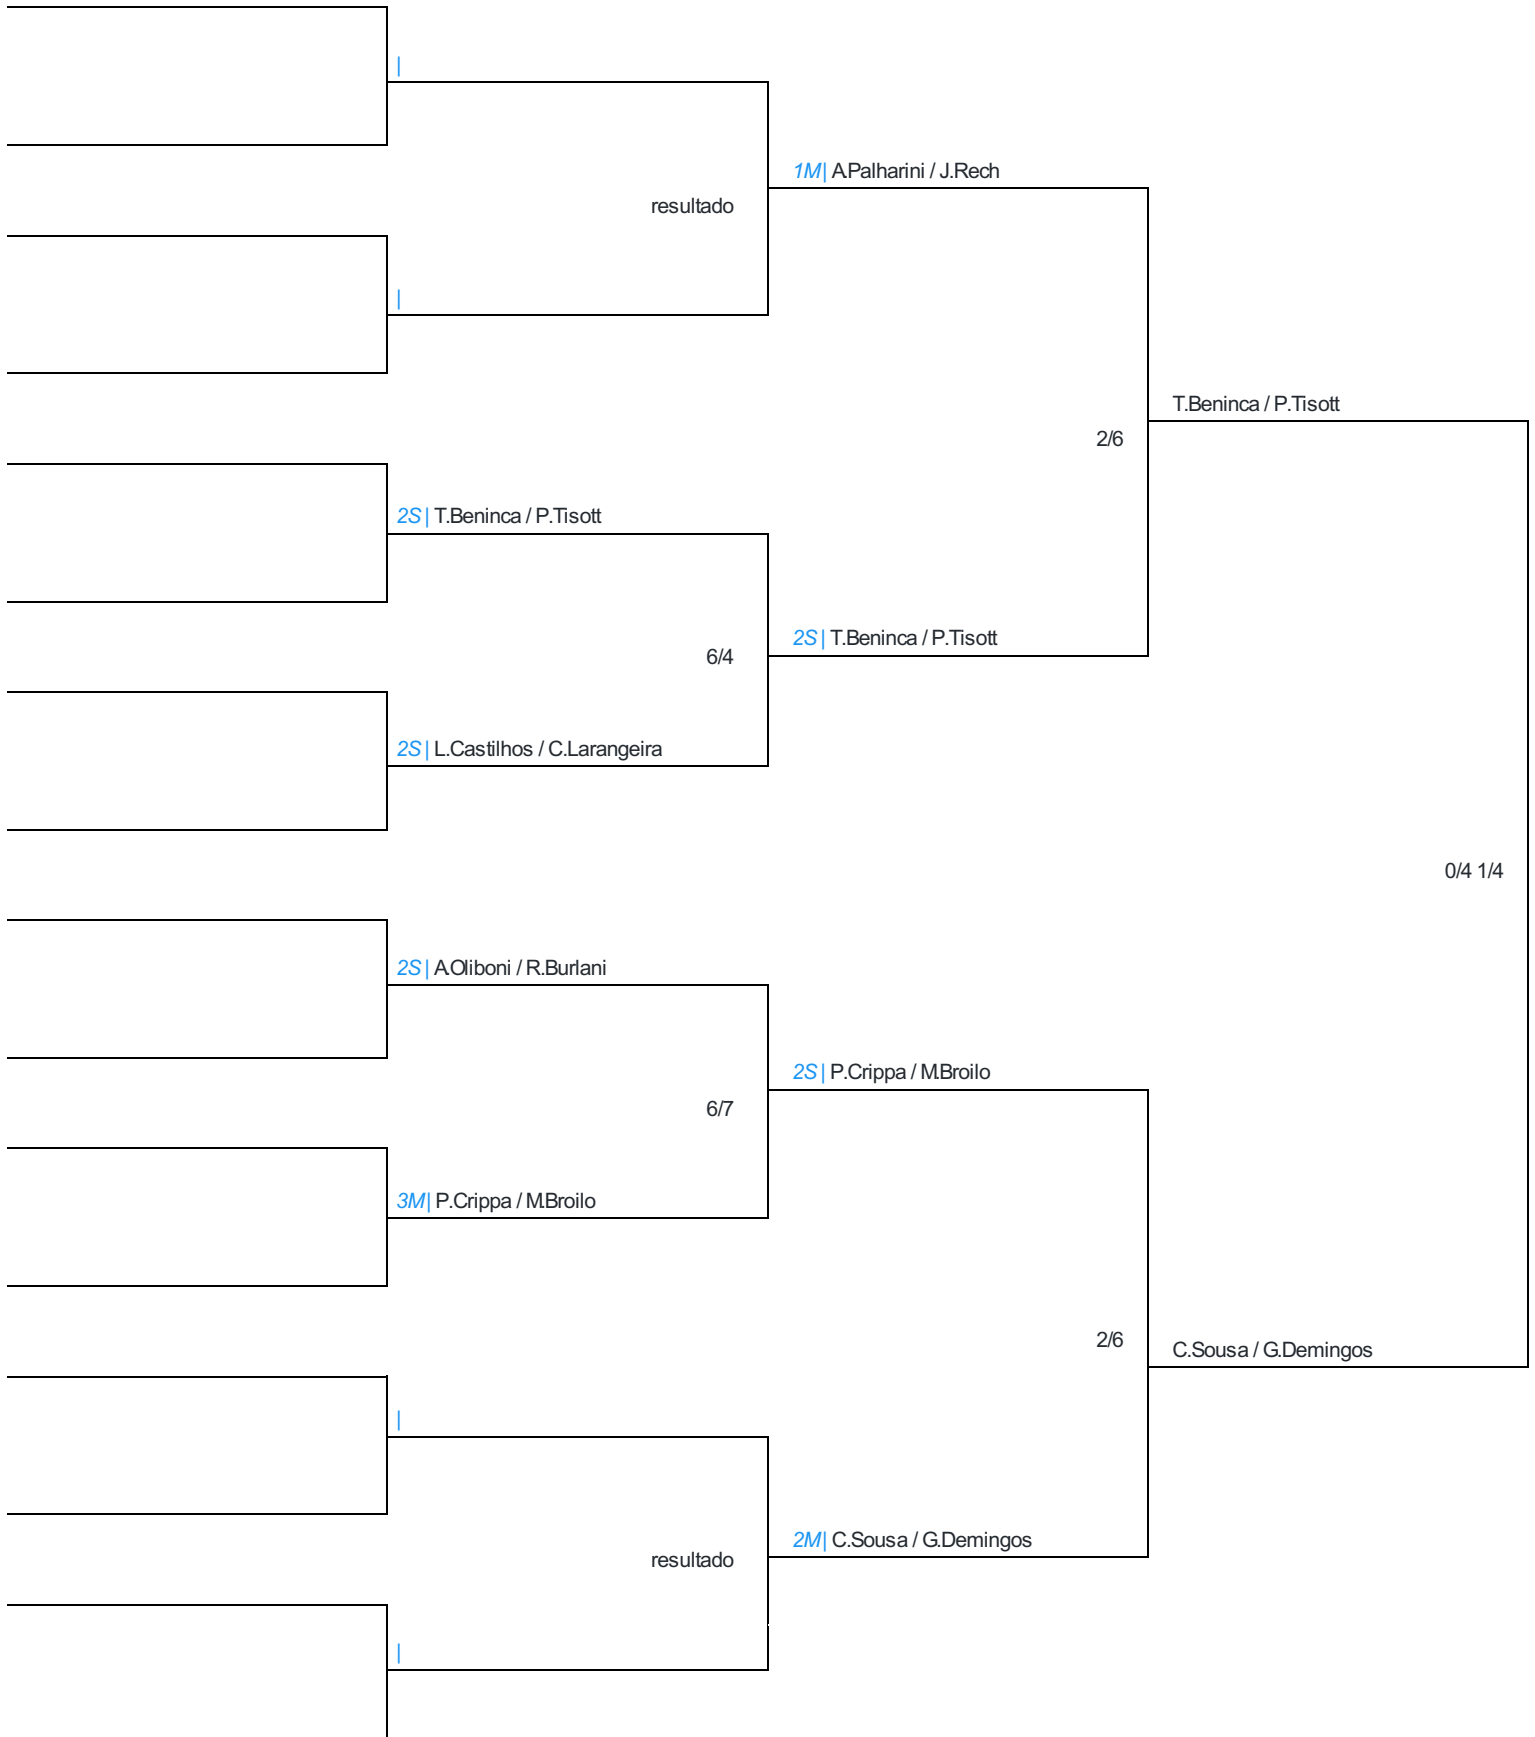 |
1M| A.Palharini / J.Rech
resultado
|
T.Beninca / P.Tisott
2/6
2S| T.Beninca / P.Tisott
2S| T.Beninca / P.Tisott
6/4
2S| L.Castilhos / C.Larangeira
0/4 1/4
2S| A.Oliboni / R.Burlani
2S| P.Crippa / M.Broilo
6/7
3M| P.Crippa / M.Broilo
2/6
C.Sousa / G.Demingos
|
2M| C.Sousa / G.Demingos
resultado
|